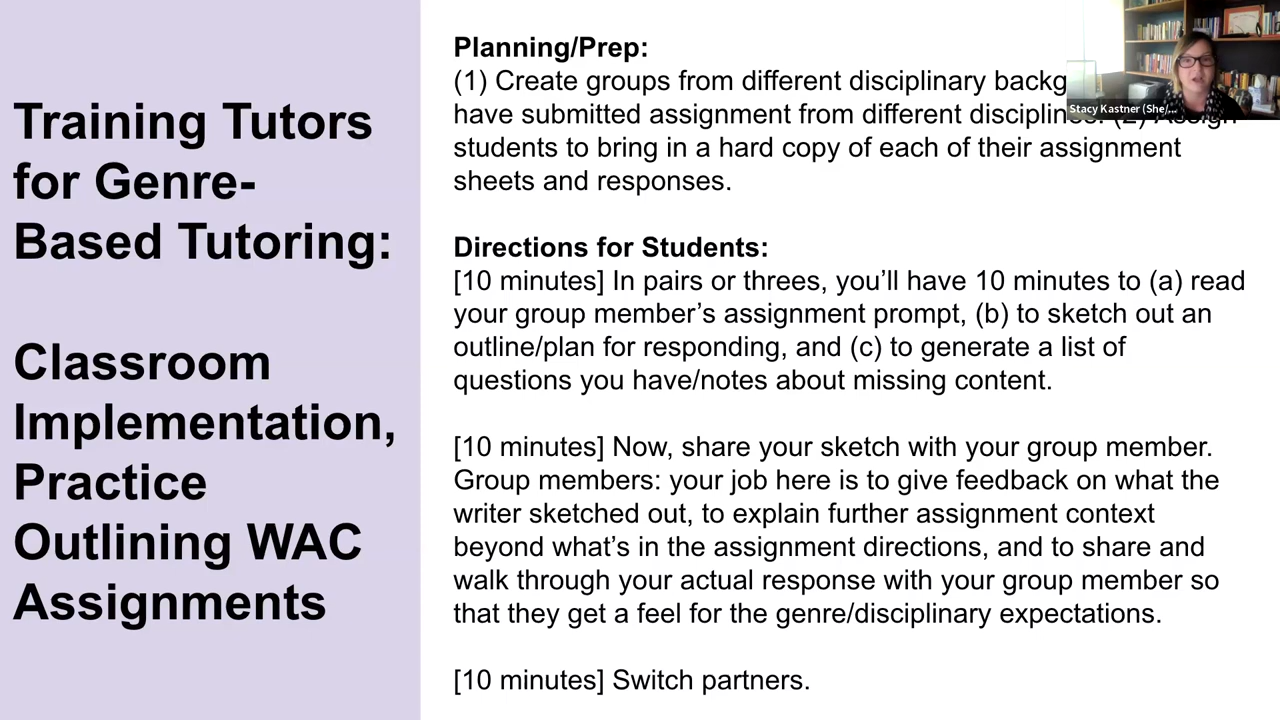 Training Tutors
for Genre-
Based Tutoring:
Classroom
Implementation,
Practice
Outlining WAC
Assignments
Planning/Prep:
(1) Create groups from different disciplinary
have submitted assignment from different disciplines. (2) Assign
students to bring in a hard copy of each of their assignment
sheets and responses.
Directions for Students:
[10 minutes] In pairs or threes, you’ll have 10 minutes to (a) read
your group member’s assignment prompt, (b) to sketch out an
outline/plan for responding, and (c) to generate a list of
questions you have/notes about missing content.
[10 minutes] Now, share your sketch with your group member.
Group members: your job here is to give feedback on what the
writer sketched out, to explain further assignment context
beyond what’s in the assignment directions, and to share and
walk through your actual response with your group member so
that they get a feel for the genre/disciplinary expectations.
[10 minutes] Switch partners.
Stacy Kastner (She/...